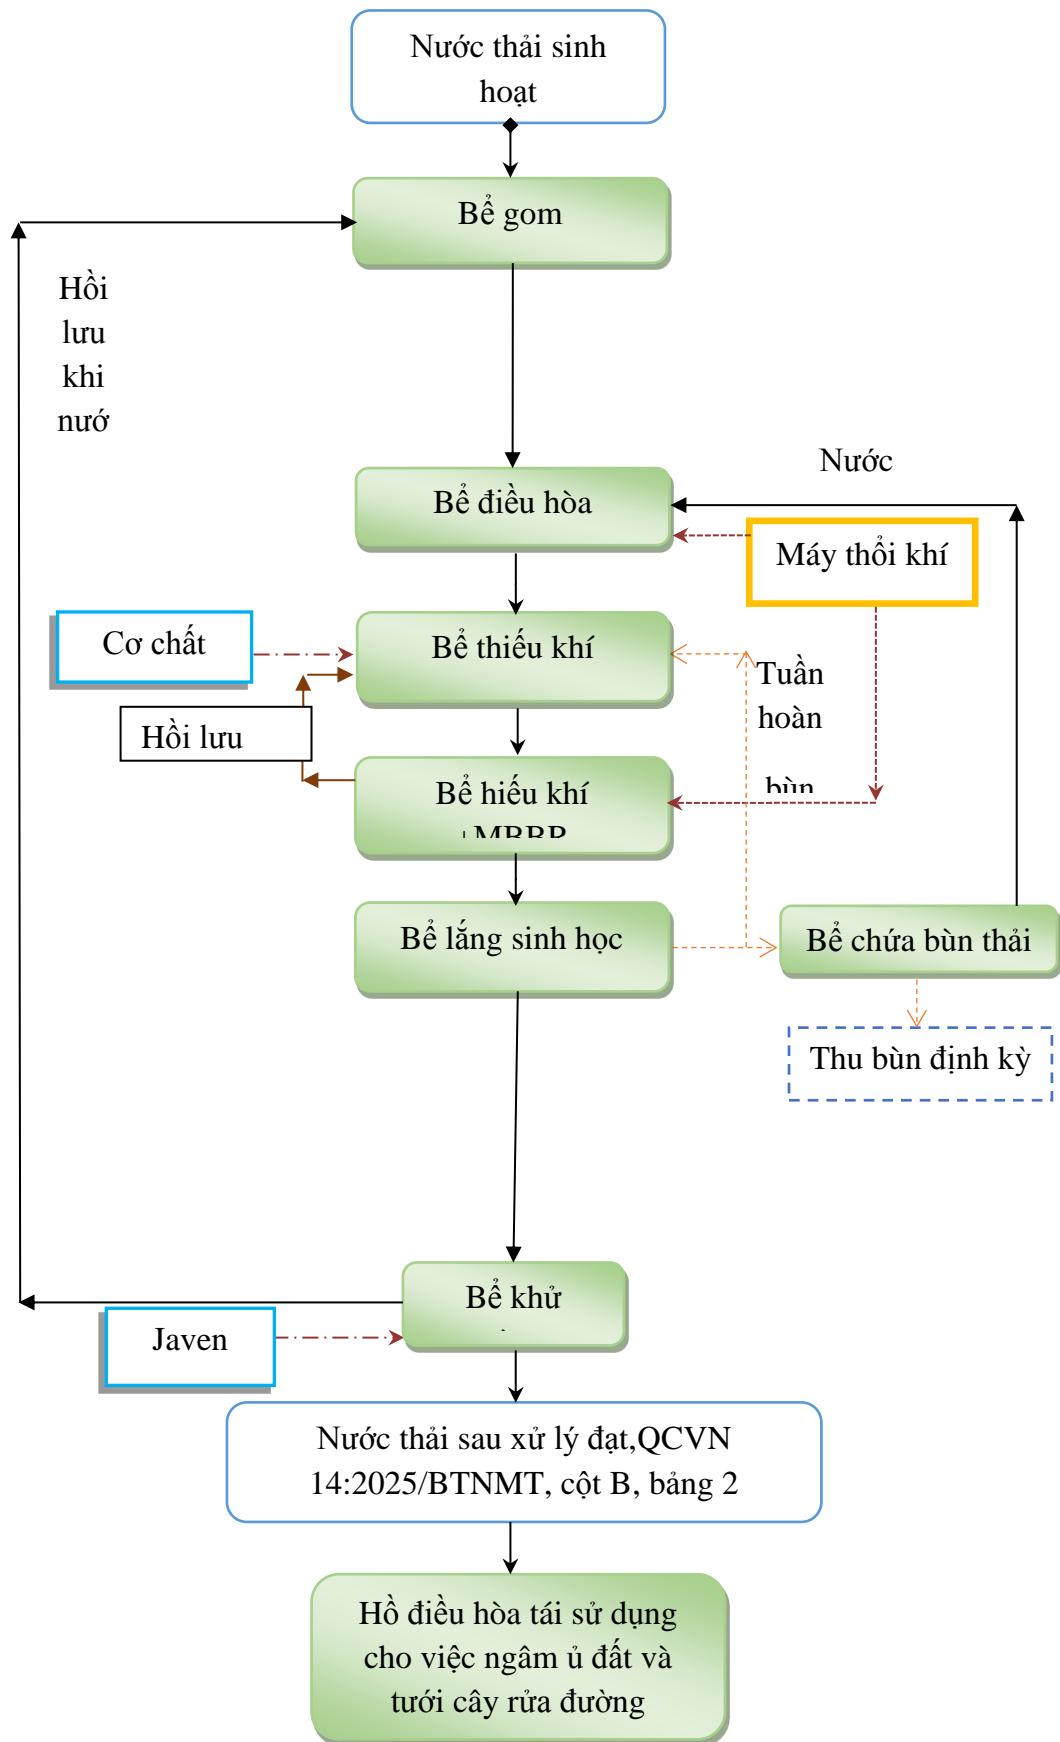 Nước thải sinh
hoạt
Bể gom
Hồi
lưu
khi
nướ
Nước
Bể điều hòa
Máy thổi khí
Cơ chất
Bể thiếu khí
Tuần
hoàn
Hồi lưu
bùn
Bể hiếu khí
Bể lắng sinh học
Bể chứa bùn thải
Thu bùn định kỳ
Bể khử
Javen
Nước thải sau xử lý đạt,QCVN
14:2025/BTNMT, cột B, bảng 2
Hồ điều hòa tái sử dụng
cho việc ngâm ủ đất và
tưới cây rửa đường